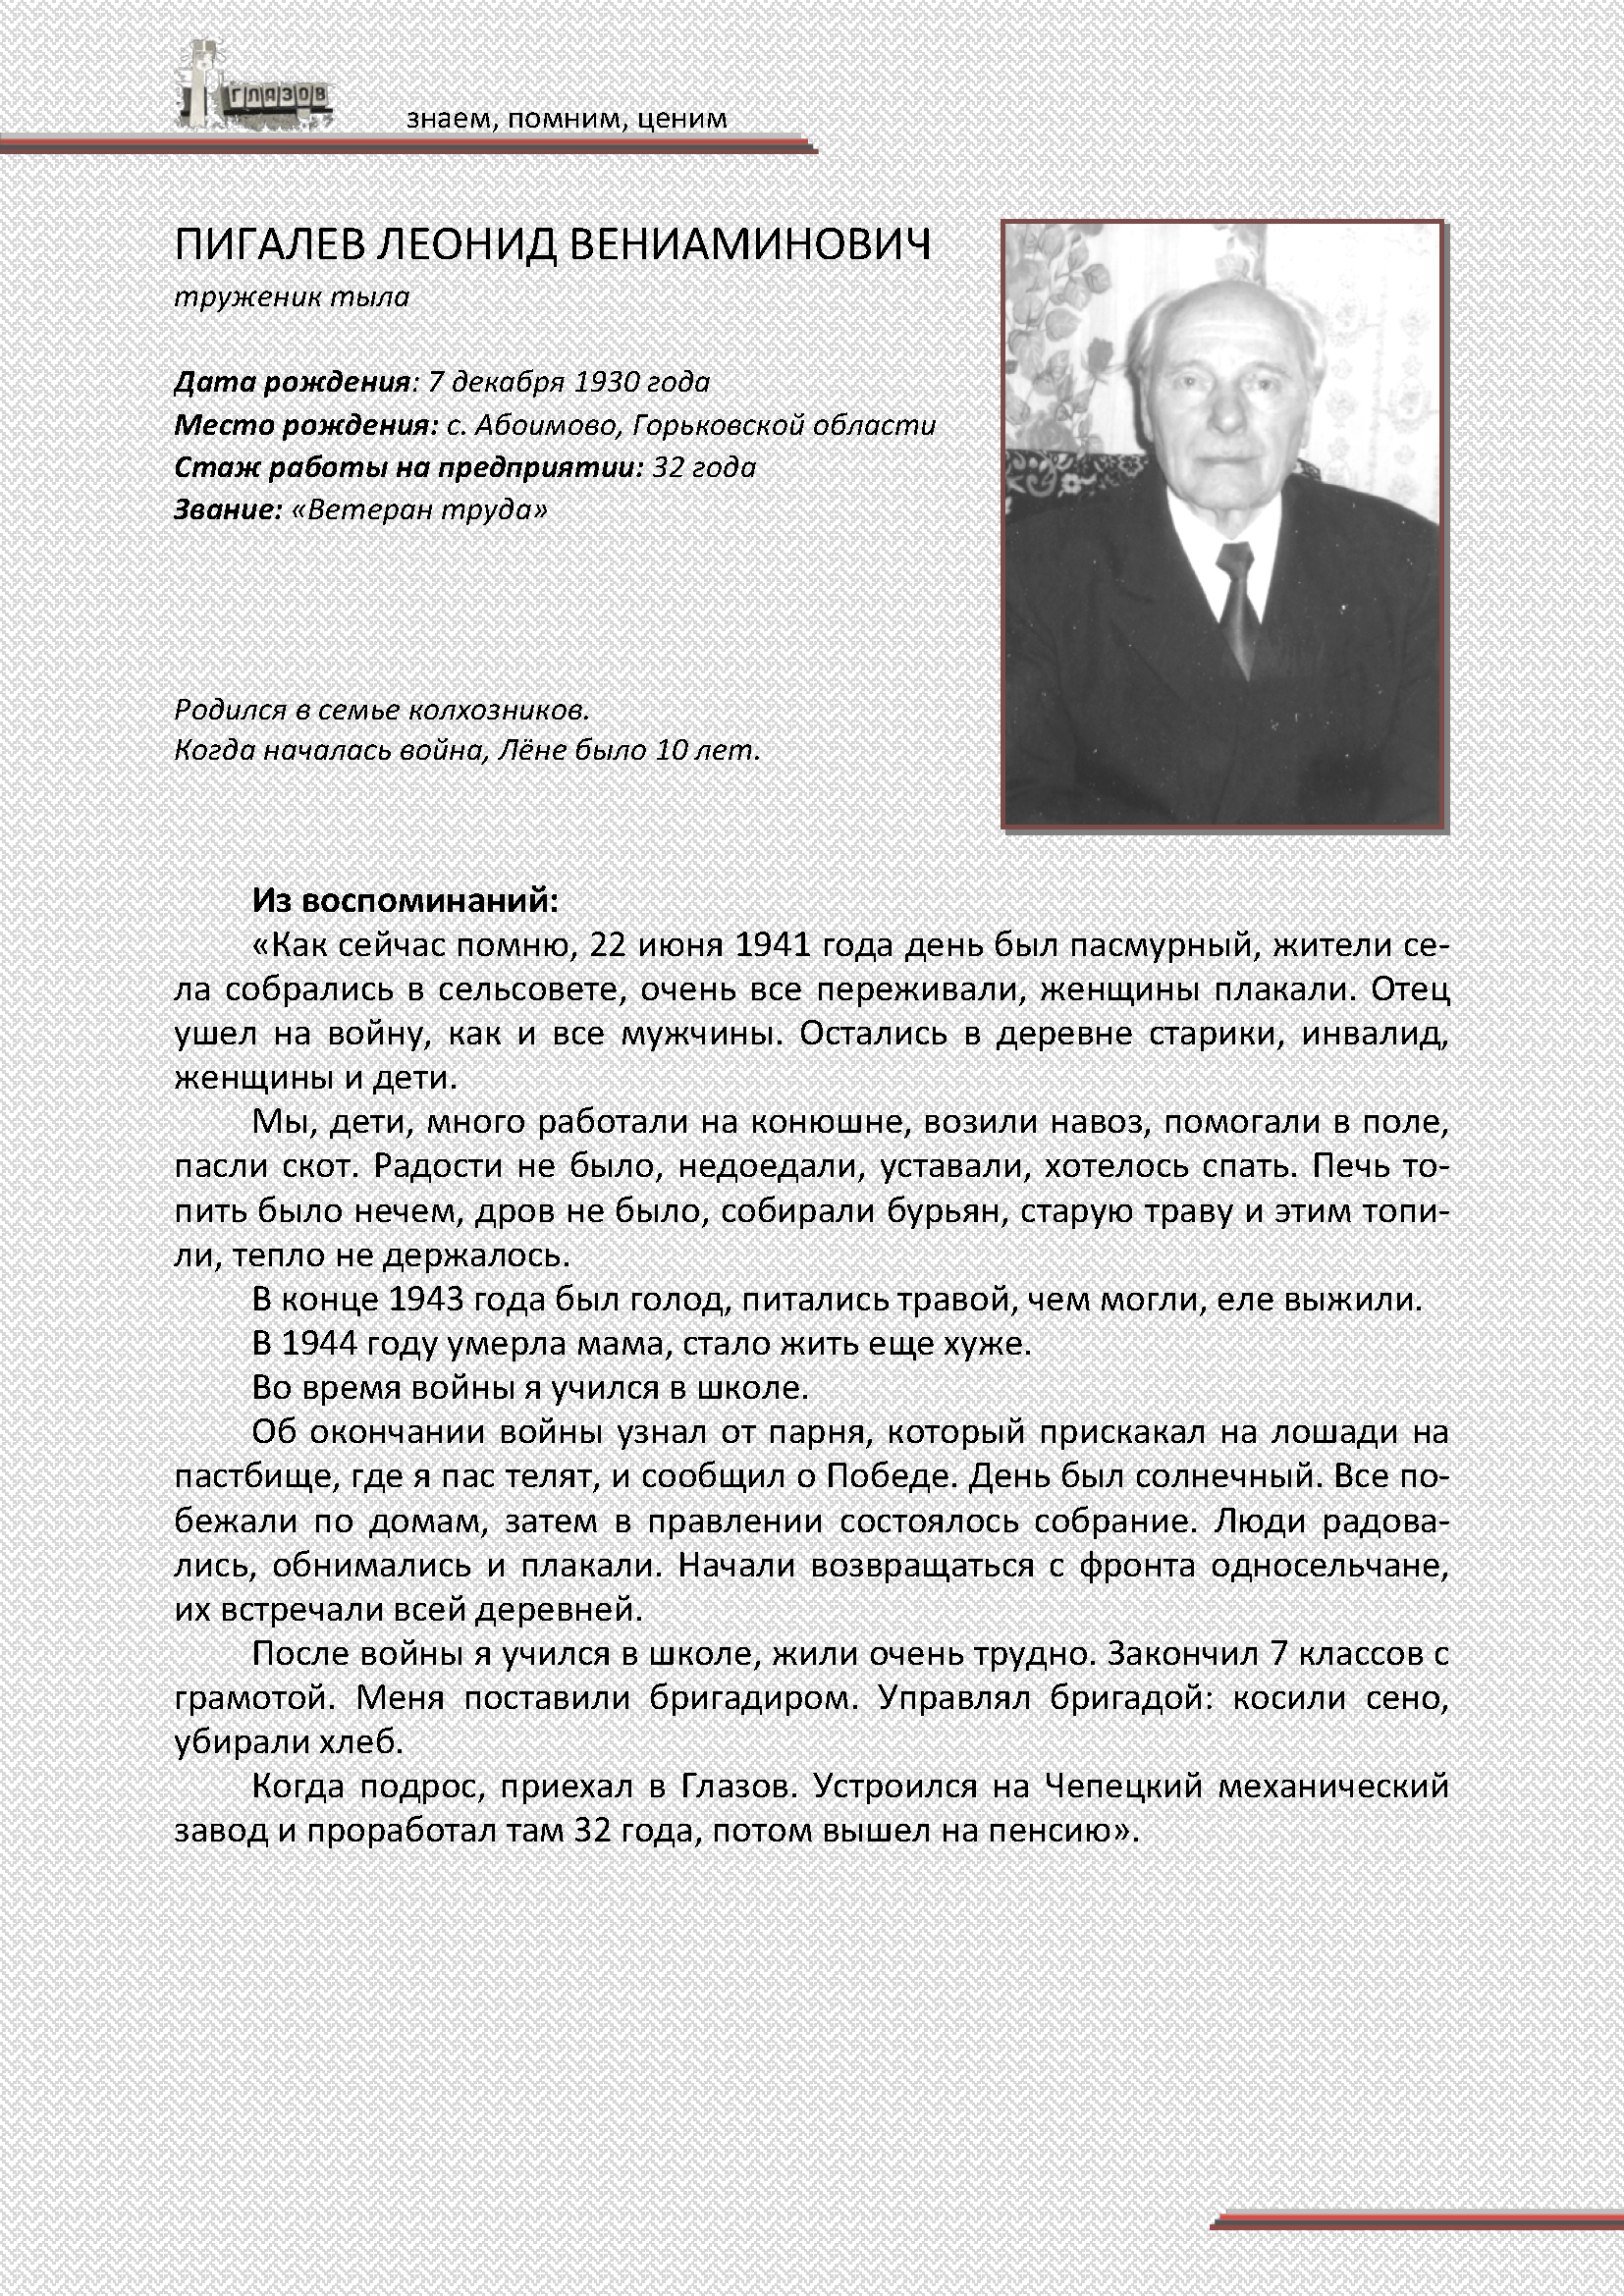 ГЛАЗОВ
знаем, помним, ценим
ПИГАЛЕВ ЛЕОНИД ВЕНИАМИНОВИЧ
труженик тыла
Дата рождения: 7 декабря 1930 года
Место рождения: с. Абоимово, Горьковской области
Стаж работы на предприятии: 32 года
Звание: «Ветеран труда»
Родился в семье колхозников.
Когда началась война, Лёне было 10 лет.
Из воспоминаний:
«Как сейчас помню, 22 июня 1941 года день был пасмурный, жители се-
ла собрались в сельсовете, очень все переживали, женщины плакали. Отец
ушел на войну, как и все мужчины. Остались в деревне старики, инвалид,
женщины и дети.
Мы, дети, много работали на конюшне, возили навоз, помогали в поле,
пасли скот. Радости не было, недоедали, уставали, хотелось спать. Печь то-
пить было нечем, дров не было, собирали бурьян, старую траву и этим топи-
ли, тепло не держалось.
В конце 1943 года был голод, питались травой, чем могли, еле выжили.
В 1944 году умерла мама, стало жить еще хуже.
Во время войны я учился в школе.
Об окончании войны узнал от парня, который прискакал на лошади на
пастбище, где я пас телят, и сообщил о Победе. День был солнечный. Все по-
бежали по домам, затем в правлении состоялось собрание. Люди радова-
лись, обнимались и плакали. Начали возвращаться с фронта односельчане,
их встречали всей деревней.
После войны я учился в школе, жили очень трудно. Закончил 7 классов с
грамотой. Меня поставили бригадиром. Управлял бригадой: косили сено,
убирали хлеб.
Когда подрос, приехал в Глазов. Устроился на Чепецкий механический
завод и проработал там 32 года, потом вышел на пенсию».